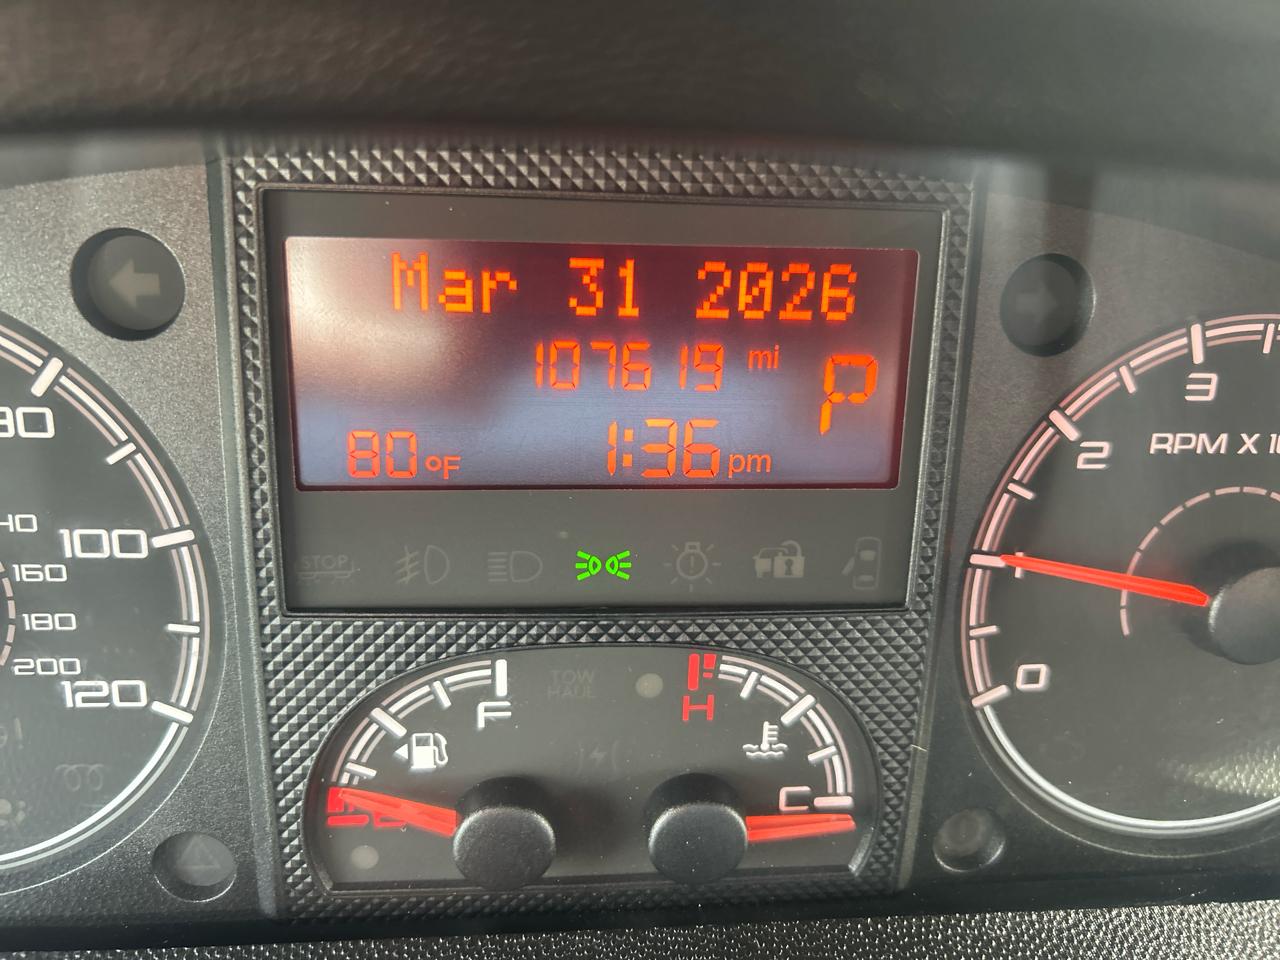 Mar 31 2026
107619 mi
P
80 °F
1:36 pm
80
100
120
160
180
200
STOP
3
2
1
0
RPM X 1
TOW
HAUL
F
H
C